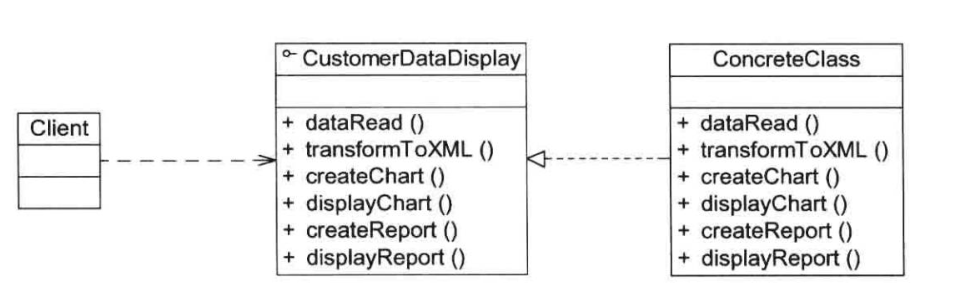 CustomerDataDisplay
ConcreteClass
Client
+ dataRead ()
+ transformToXML ()
+ createChart ()
+ displayChart ()
+ createReport ()
+ displayReport ()
+ dataRead ()
+ transformToXML ()
+ createChart ()
+ displayChart ()
+ createReport ()
+ displayReport ()